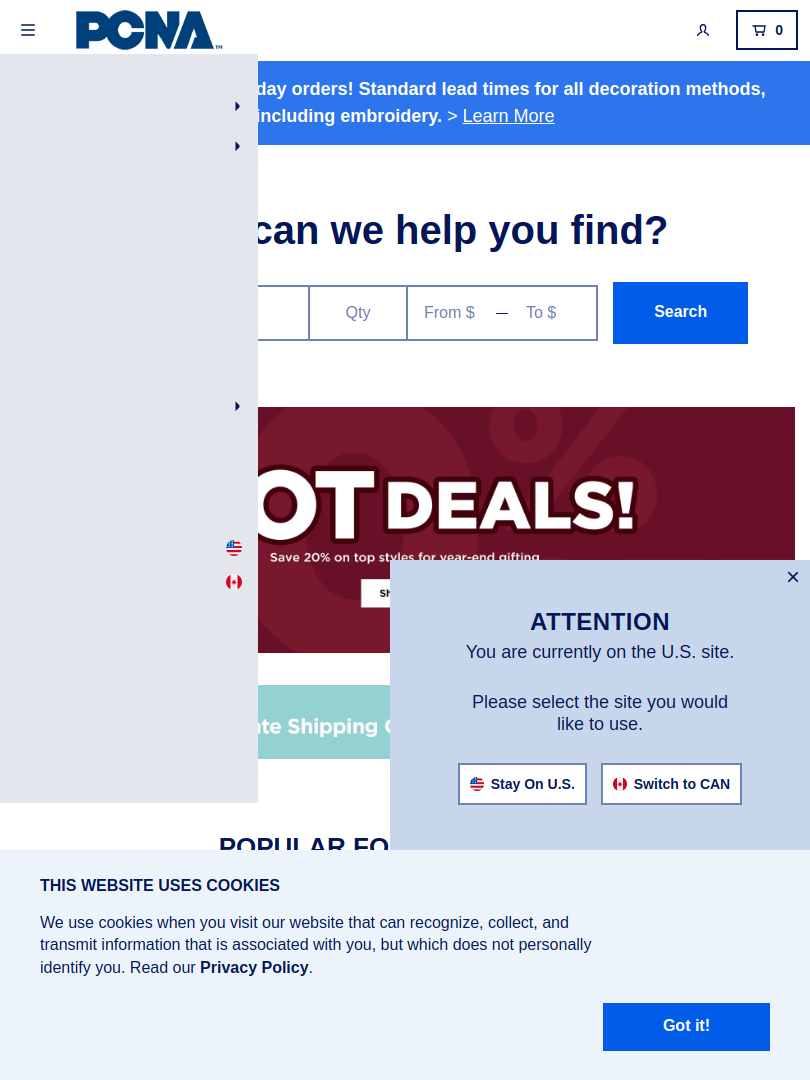 PCNA™
0
day orders! Standard lead times for all decoration methods,
including embroidery. > Learn More
can we help you find?
Qty
From $ — To $
Search
OT DEALS!
Save 20% on top styles for year-end gifting
×
ATTENTION
You are currently on the U.S. site.
Please select the site you would
like to use.
Stay On U.S.
Switch to CAN
Shipping
POPULAR
THIS WEBSITE USES COOKIES
We use cookies when you visit our website that can recognize, collect, and
transmit information that is associated with you, but which does not personally
identify you. Read our Privacy Policy.
Got it!